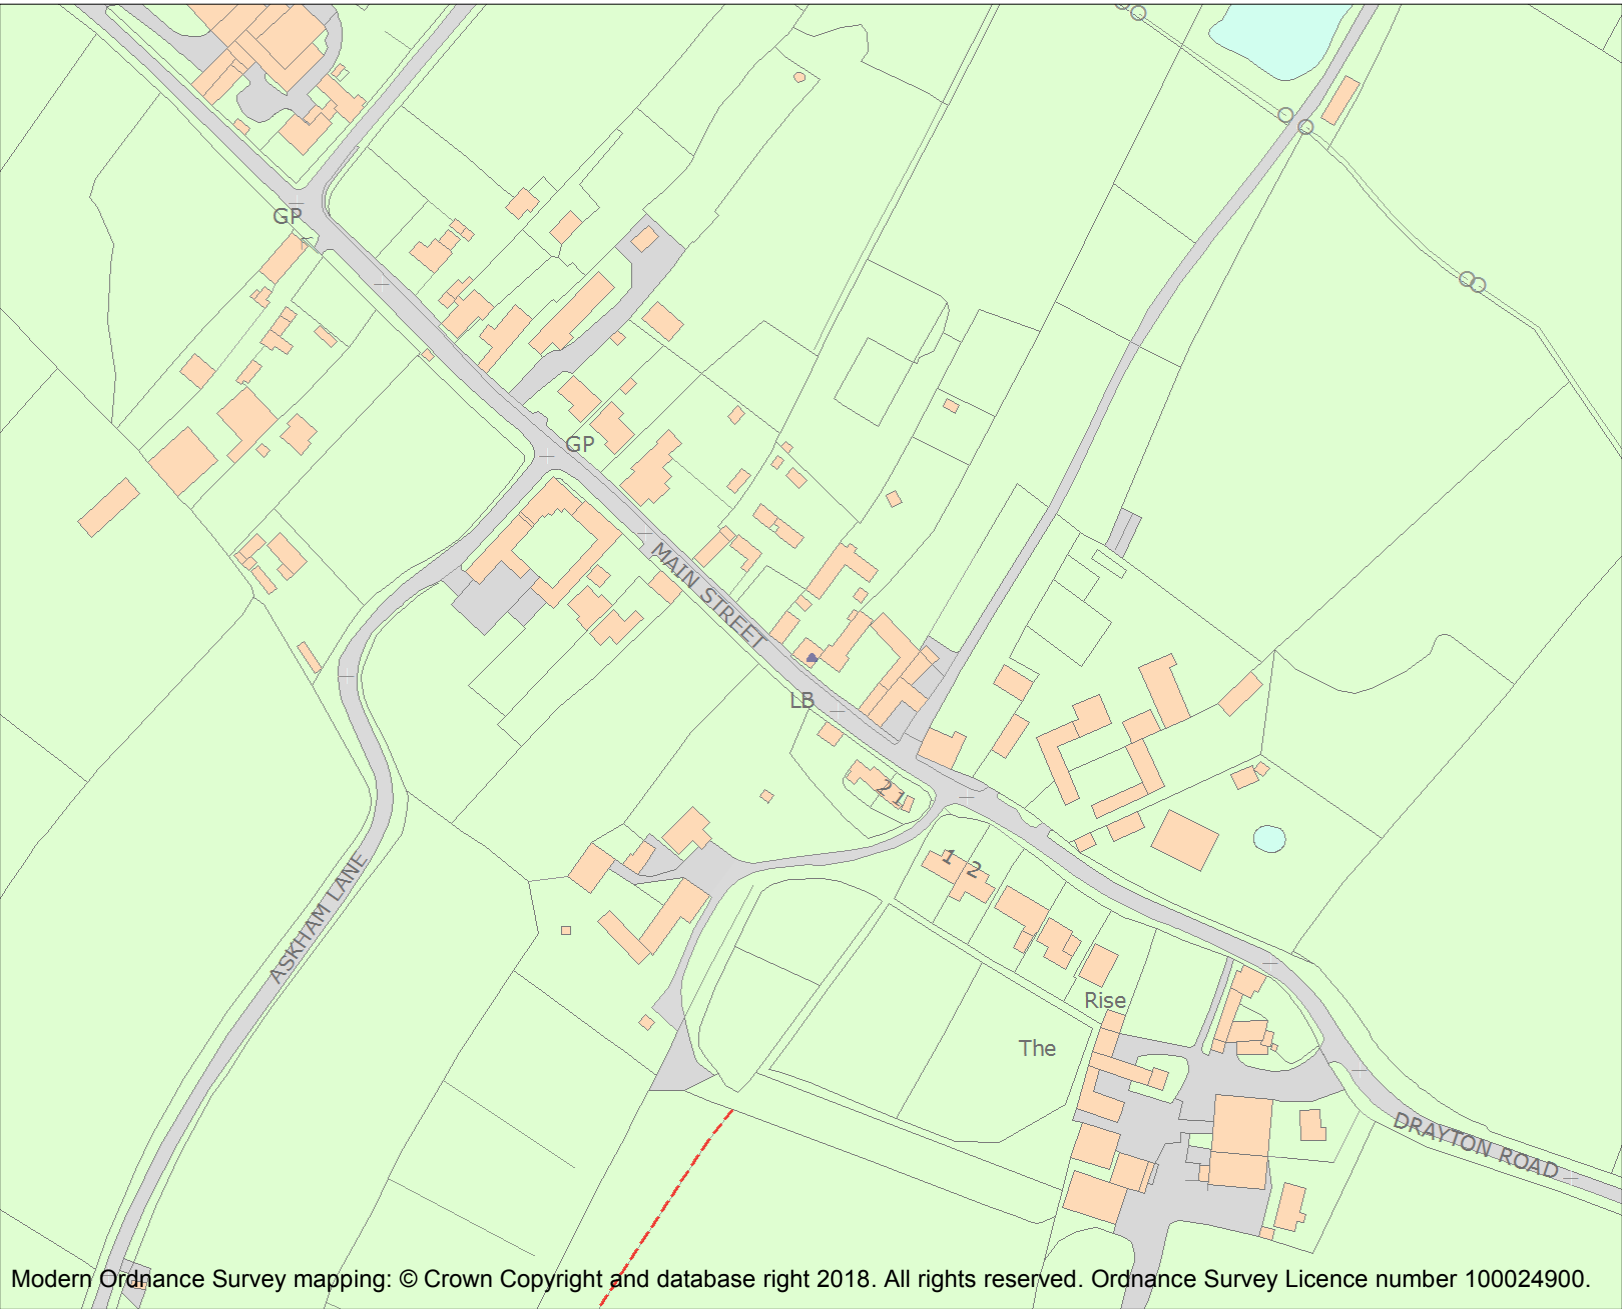 GP
GP
MAIN STREET
LB
2 1
1 2
ASKHAM LANE
Rise
The
DRAYTON ROAD
Modern Ordnance Survey mapping: © Crown Copyright and database right 2018. All rights reserved. Ordnance Survey Licence number 100024900.